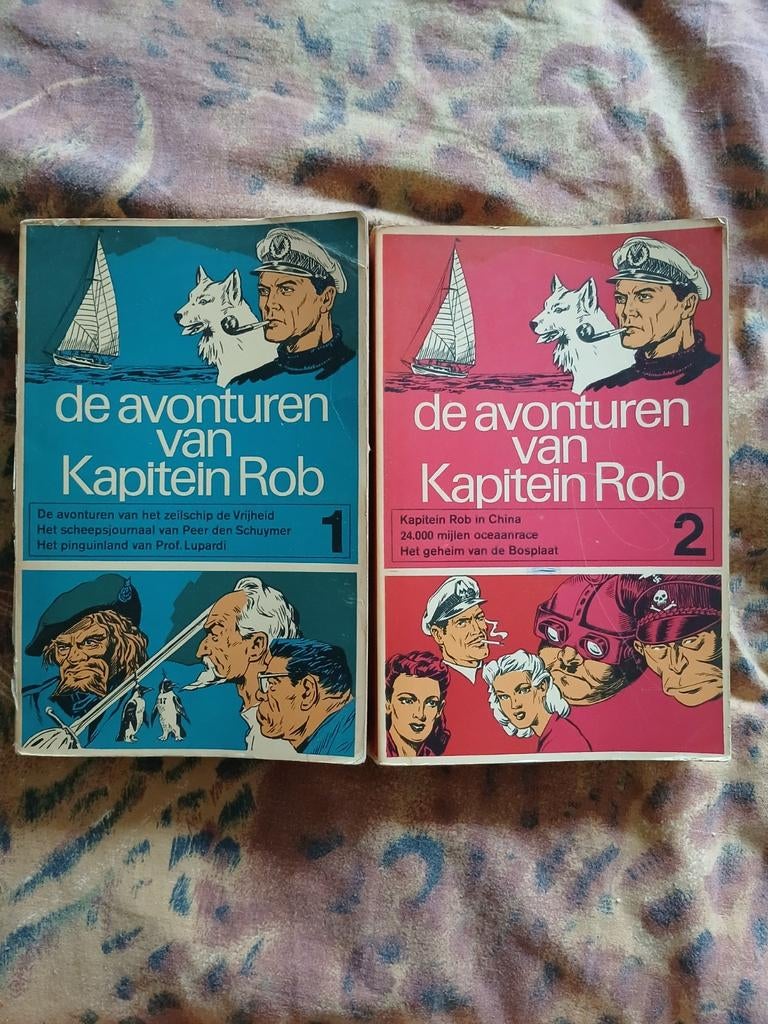 de avonturen
van
Kapitein Rob
De avonturen van het zeilschip de Vrijheid
Het scheepsjournaal van Peer den Schuymer
Het pinguinland van Prof. Lupardi
1
de avonturen
van
Kapitein Rob
Kapitein Rob in China
24.000 mijlen oceaanrace
Het geheim van de Bosplaat
2